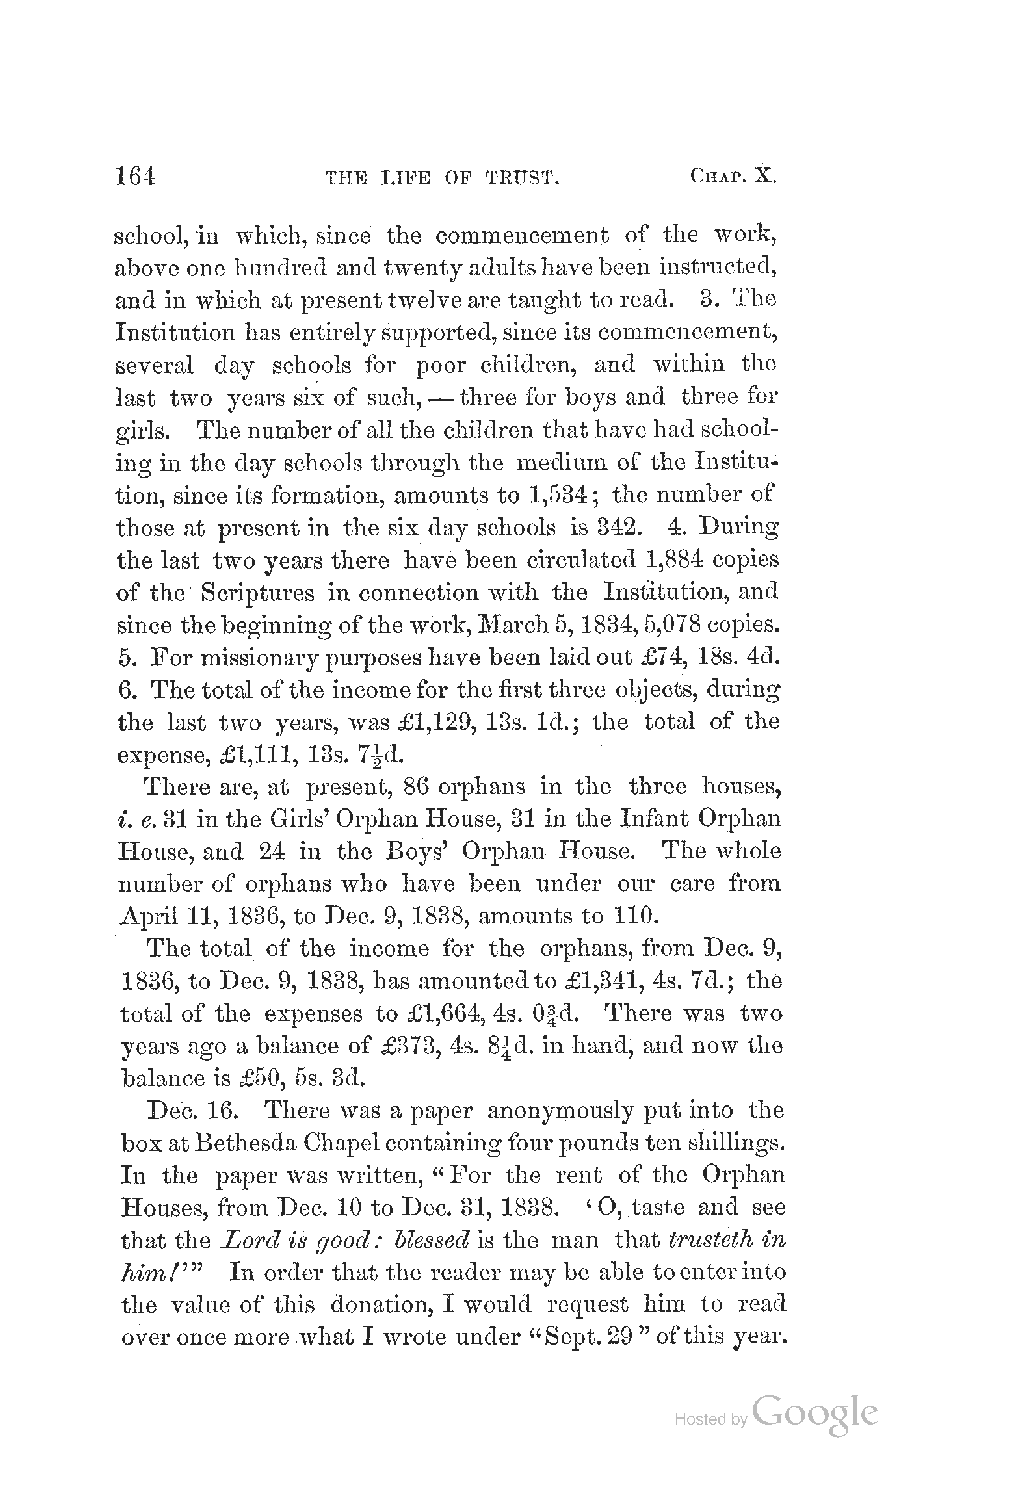 164 THE LIFE OF TRUST. CHAP. X.
school, in which, since the commencement of the work,
above one hundred and twenty adults have been instructed,
and in which at present twelve are taught to read. 3. The
Institution has entirely supported, since its commencement,
several day schools for poor children, and within the
last two years six of such, — three for boys and three for
girls. The number of all the children that have had school-
ing in the day schools through the medium of the Institu-
tion, since its formation, amounts to 1,534; the number of
those at present in the six day schools is 342. 4. During
the last two years there have been circulated 1,884 copies
of the Scriptures in connection with the Institution, and
since the beginning of the work, March 5, 1834, 5,078 copies.
5. For missionary purposes have been laid out £74, 18s. 4d.
6. The total of the income for the first three objects, during
the last two years, was £1,129, 13s. 1d.; the total of the
expense, £1,111, 13s. 7½d.
There are, at present, 86 orphans in the three houses,
i. e. 31 in the Girls' Orphan House, 31 in the Infant Orphan
House, and 24 in the Boys' Orphan House. The whole
number of orphans who have been under our care from
April 11, 1836, to Dec. 9, 1838, amounts to 110.
The total of the income for the orphans, from Dec. 9,
1836, to Dec. 9, 1838, has amounted to £1,341, 4s. 7d.; the
total of the expenses to £1,664, 4s. 0¾d. There was two
years ago a balance of £373, 4s. 8¼d. in hand, and now the
balance is £50, 5s. 3d.
Dec. 16. There was a paper anonymously put into the
box at Bethesda Chapel containing four pounds ten shillings.
In the paper was written, "For the rent of the Orphan
Houses, from Dec. 10 to Dec. 31, 1838. 'O, taste and see
that the Lord is good: blessed is the man that trusteth in
him!'" In order that the reader may be able to enter into
the value of this donation, I would request him to read
over once more what I wrote under "Sept. 29" of this year.
Hosted by Google